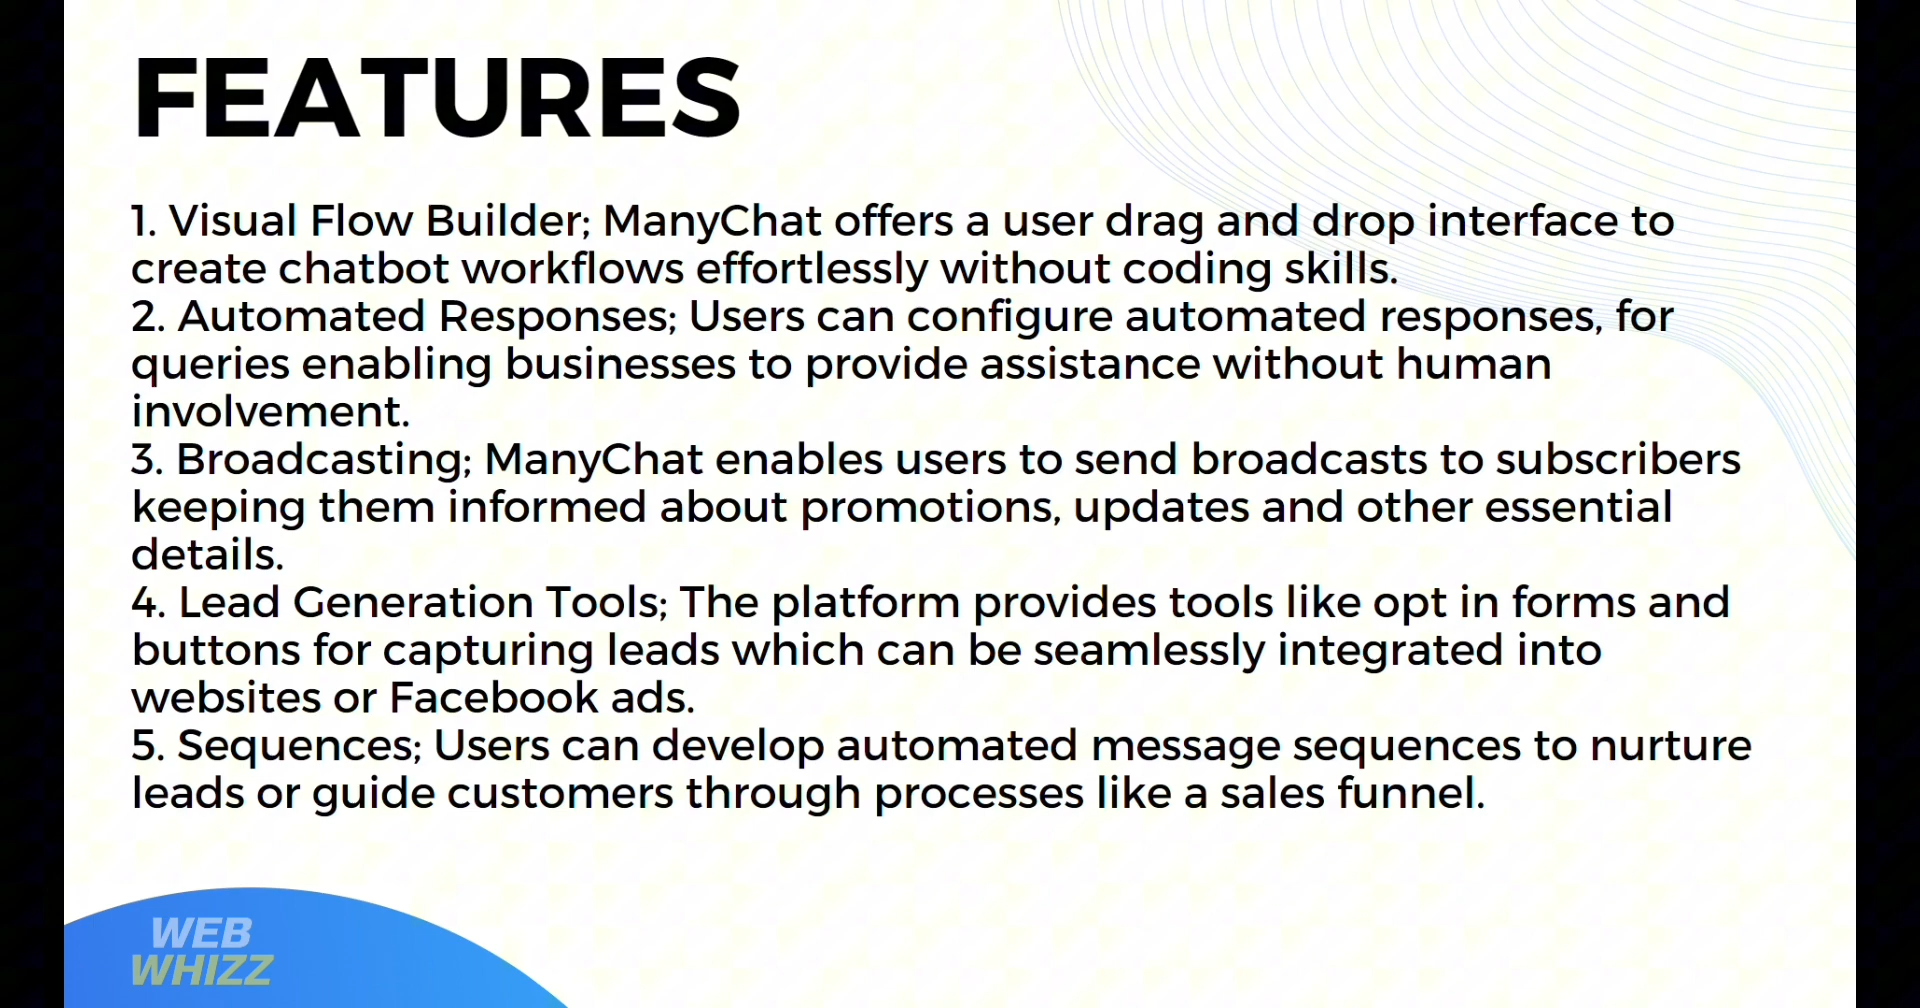 FEATURES
1. Visual Flow Builder; ManyChat offers a user drag and drop interface to
create chatbot workflows effortlessly without coding skills.
2. Automated Responses; Users can configure automated responses, for
queries enabling businesses to provide assistance without human
involvement.
3. Broadcasting; ManyChat enables users to send broadcasts to subscribers
keeping them informed about promotions, updates and other essential
details.
4. Lead Generation Tools; The platform provides tools like opt in forms and
buttons for capturing leads which can be seamlessly integrated into
websites or Facebook ads.
5. Sequences; Users can develop automated message sequences to nurture
leads or guide customers through processes like a sales funnel.
WEB
WHIZZ